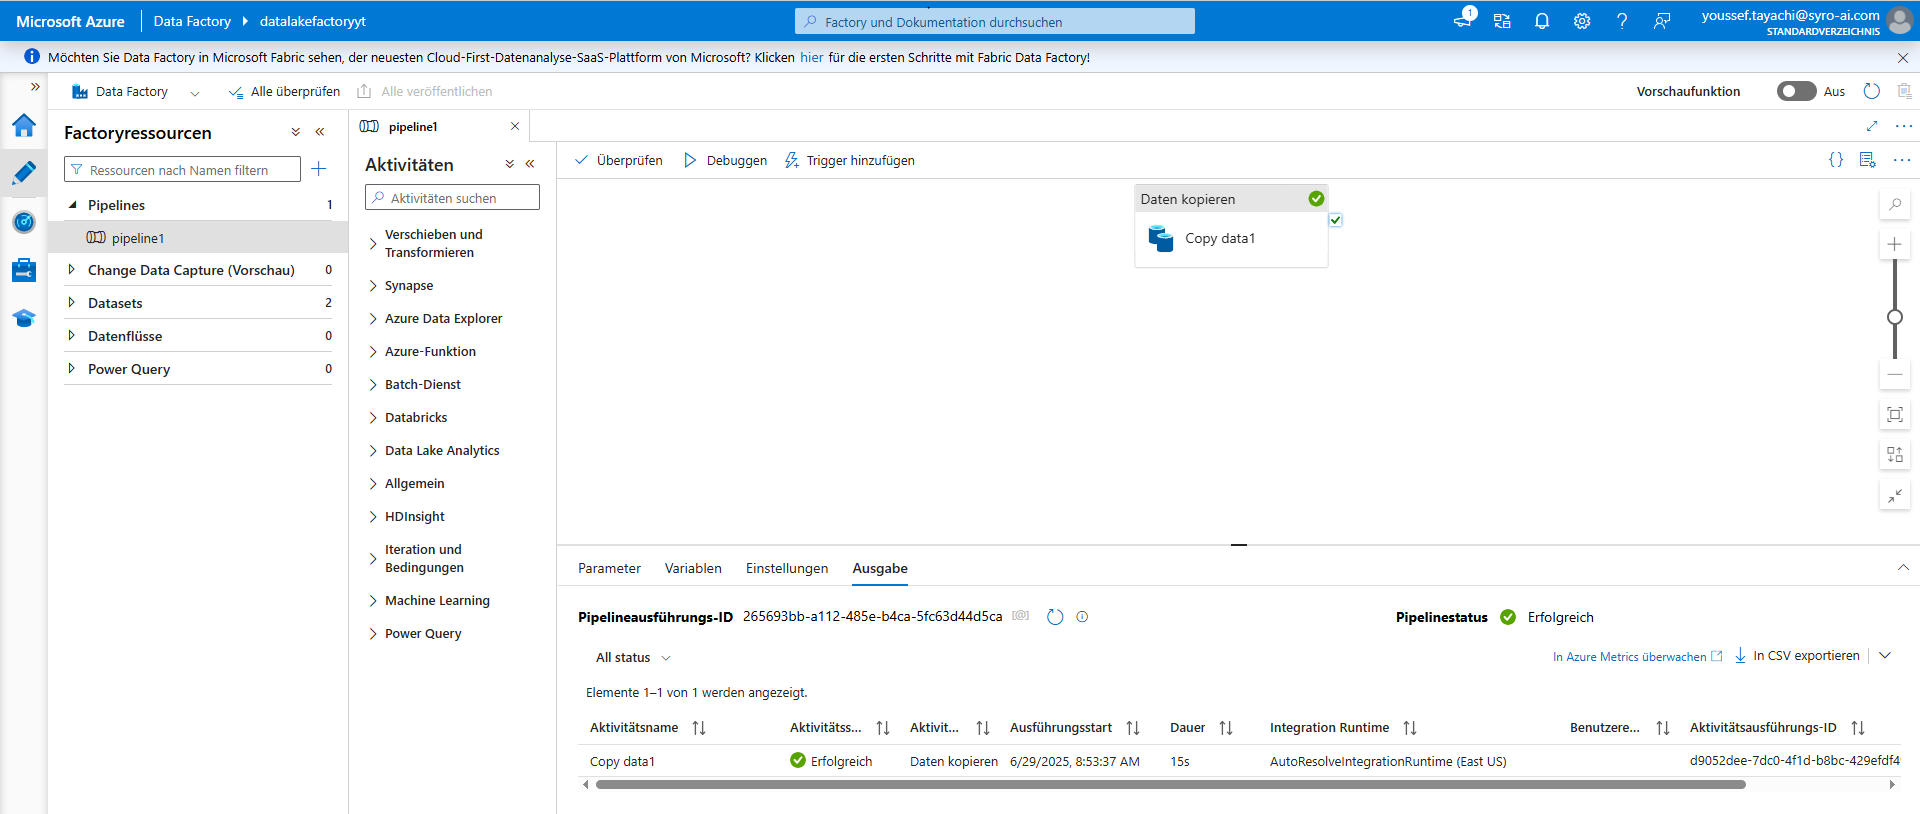 Microsoft Azure
Data Factory
datalakefactoryyt
Factory und Dokumentation durchsuchen
1
youssef.tayachi@syro-ai.com
STANDARDVERZEICHNIS
Möchten Sie Data Factory in Microsoft Fabric sehen, der neuesten Cloud-First-Datenanalyse-SaaS-Plattform von Microsoft? Klicken hier für die ersten Schritte mit Fabric Data Factory!
Data Factory
Alle überprüfen
Alle veröffentlichen
Vorschaufunktion
Aus
Factoryressourcen
Ressourcen nach Namen filtern
Pipelines 1
pipeline1
Change Data Capture (Vorschau) 0
Datasets 2
Datenflüsse 0
Power Query 0
pipeline1
Aktivitäten
Aktivitäten suchen
Verschieben und
Transformieren
Synapse
Azure Data Explorer
Azure-Funktion
Batch-Dienst
Databricks
Data Lake Analytics
Allgemein
HDInsight
Iteration und
Bedingungen
Machine Learning
Power Query
Überprüfen
Debuggen
Trigger hinzufügen
Daten kopieren
Copy data1
Parameter
Variablen
Einstellungen
Ausgabe
Pipelineausführungs-ID 265693bb-a112-485e-b4ca-5fc63d44d5ca
Pipelinestatus Erfolgreich
All status
In Azure Metrics überwachen
In CSV exportieren
Elemente 1–1 von 1 werden angezeigt.
Aktivitätsname Aktivitätss... Aktivit... Ausführungsstart Dauer Integration Runtime Benutzere... Aktivitätsausführungs-ID
Copy data1 Erfolgreich Daten kopieren 6/29/2025, 8:53:37 AM 15s AutoResolveIntegrationRuntime (East US) d9052dee-7dc0-4f1d-b8bc-429efdf4